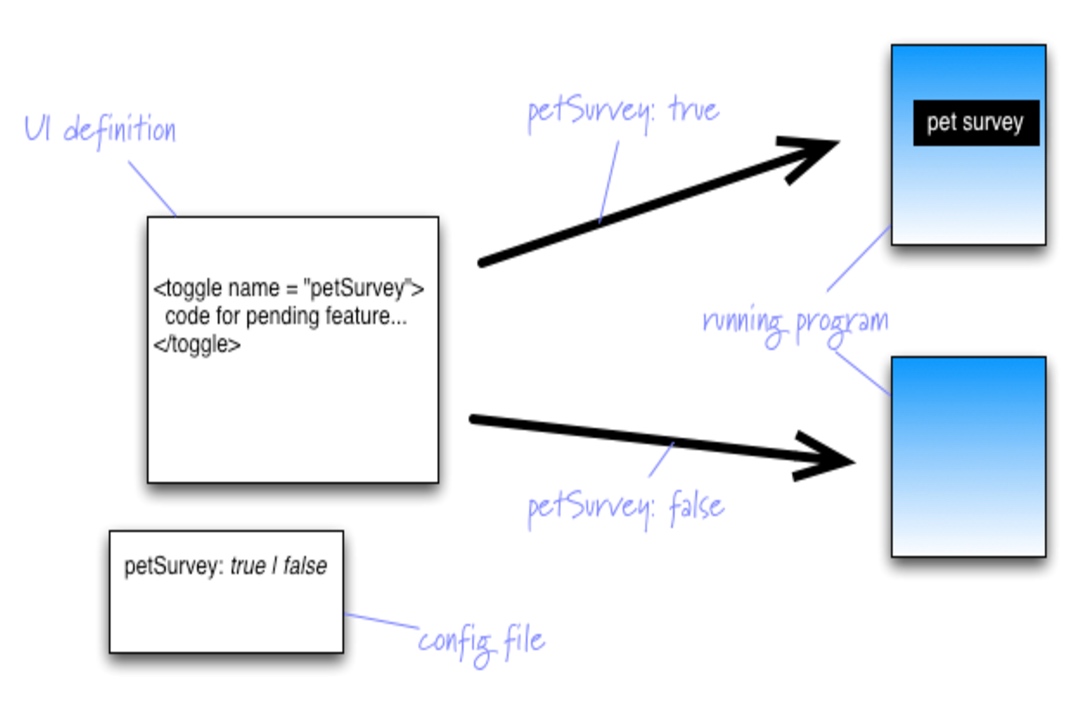 UI definition
<toggle name = "petSurvey">
code for pending feature...
</toggle>
petSurvey: true | false
config file
petSurvey: true
petSurvey: false
pet survey
running program